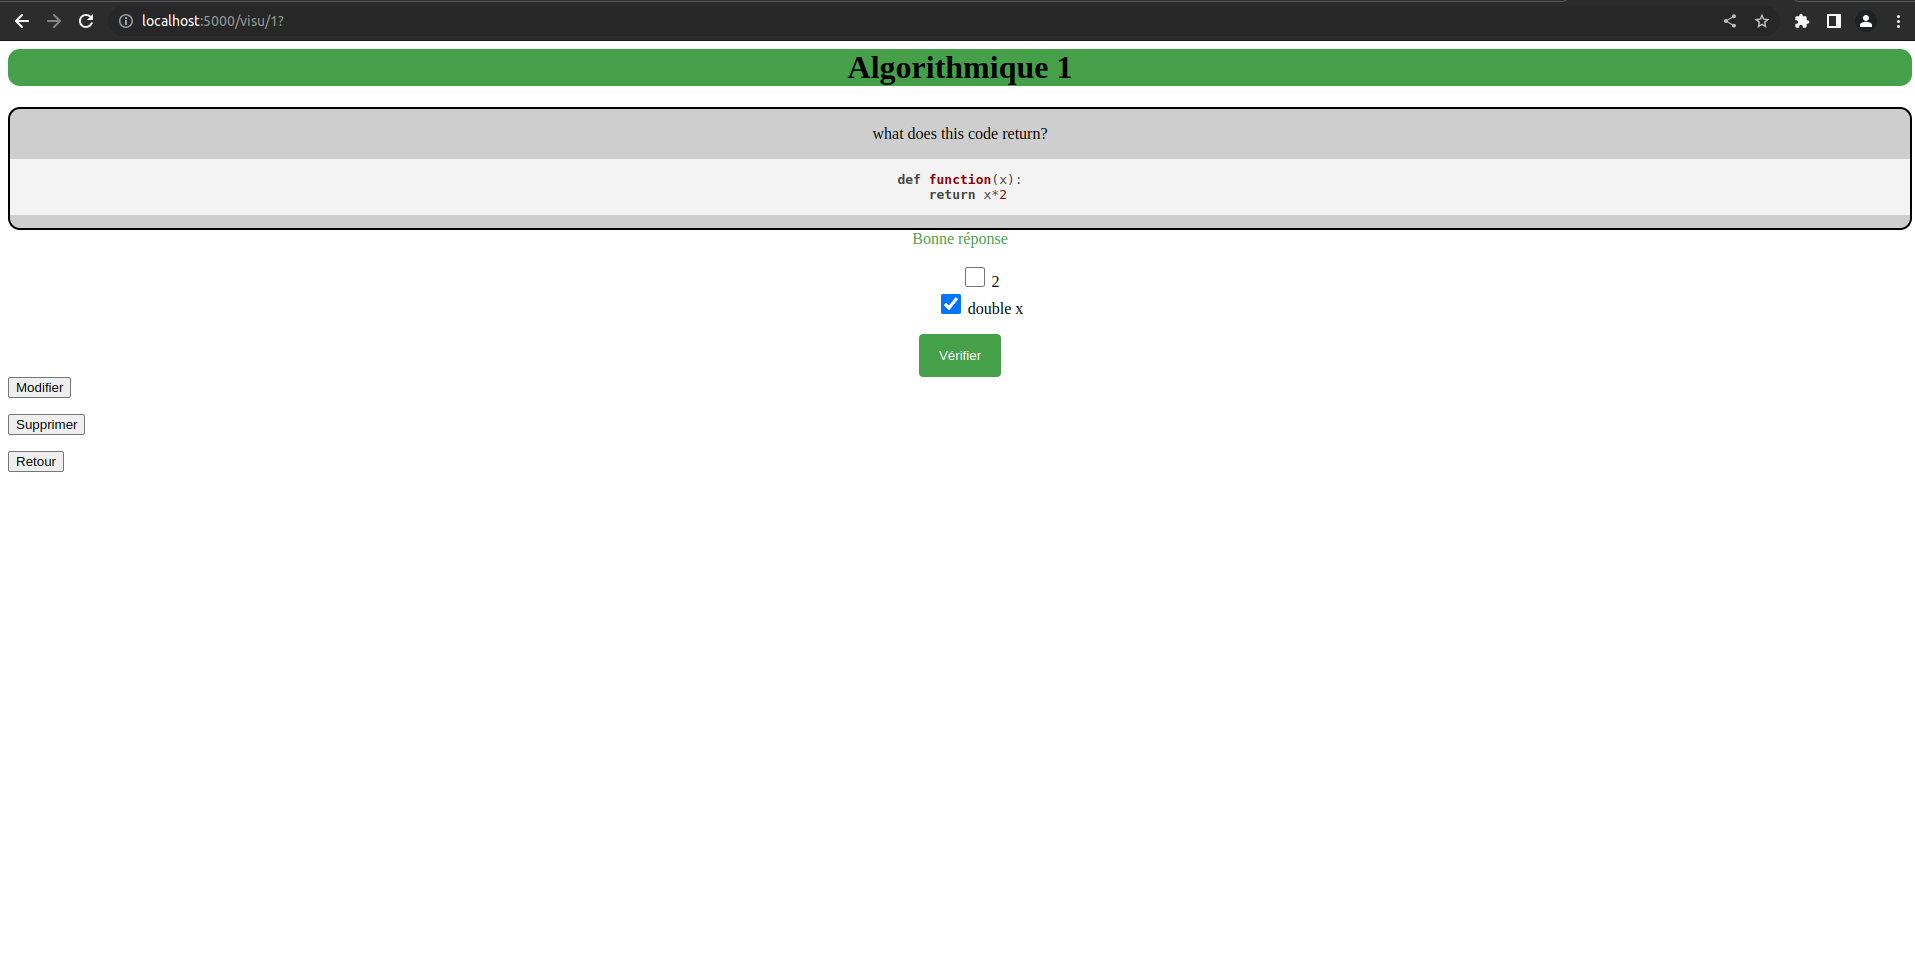 localhost:5000/visu/1?
Algorithmique 1
what does this code return?
def function(x):
    return x*2
Bonne réponse
2
double x
Vérifier
Modifier
Supprimer
Retour